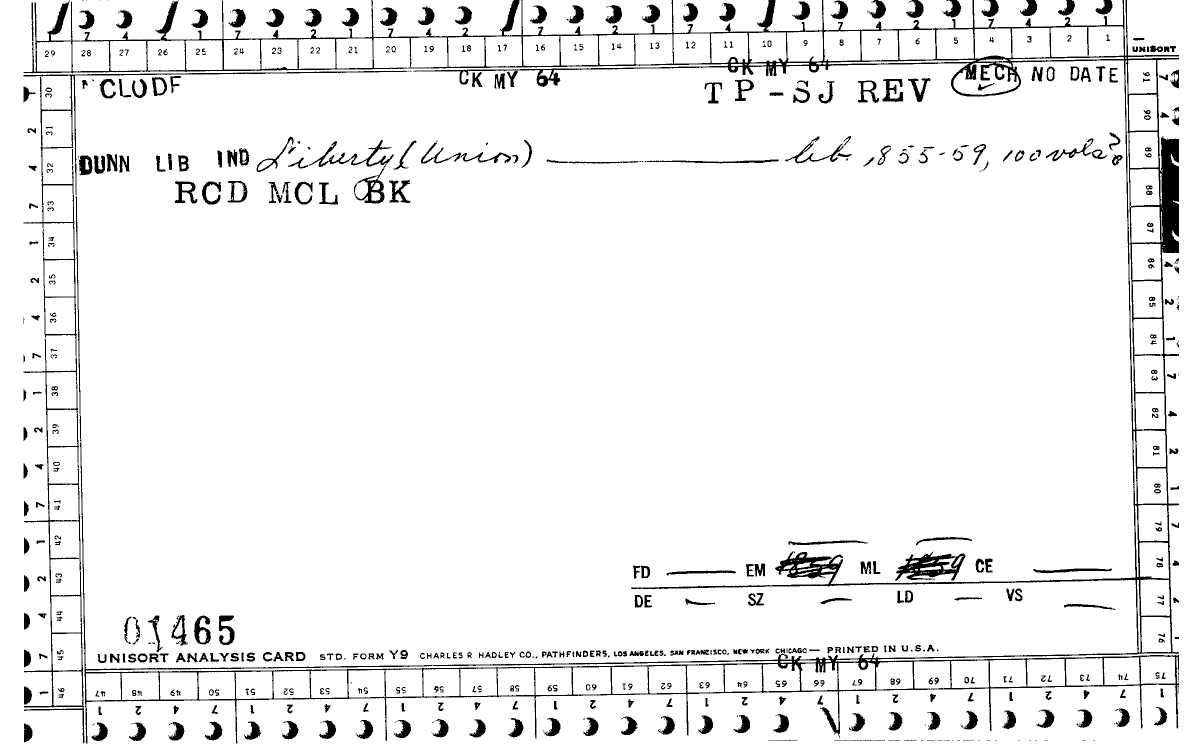 7 4 2 1 7 4 2 1 7 4 2 1 7 4 2 1 7 4 2 1 7 4 2 1
29 28 27 26 25 24 23 22 21 20 19 18 17 16 15 14 13 12 11 10 9 8 7 6 5 4 3 2 1
UNISORT
CK MY 64 CK MY 64
CLUDF TP-SJ REV MECH NO DATE
DUNN LIB IND Liberty (Union) lib. 1855-59, 100 vols?
RCD MCL BK
30 31 32 33 34 35 36 37 38 39 40 41 42 43 44 45 46
91 90 89 88 87 86 85 84 83 82 81 80 79 78 77 76
FD EM 1859 ML 1859 CE
DE SZ LD VS
01465
UNISORT ANALYSIS CARD STD. FORM Y9 CHARLES R HADLEY CO., PATHFINDERS, LOS ANGELES, SAN FRANCISCO, NEW YORK CHICAGO — PRINTED IN U.S.A.
CK MY 64
47 48 49 50 51 52 53 54 55 56 57 58 59 60 61 62 63 64 65 66 67 68 69 70 71 72 73 74 75
1 2 4 7 1 2 4 7 1 2 4 7 1 2 4 7 1 2 4 7 1 2 4 7 1 2 4 7 1